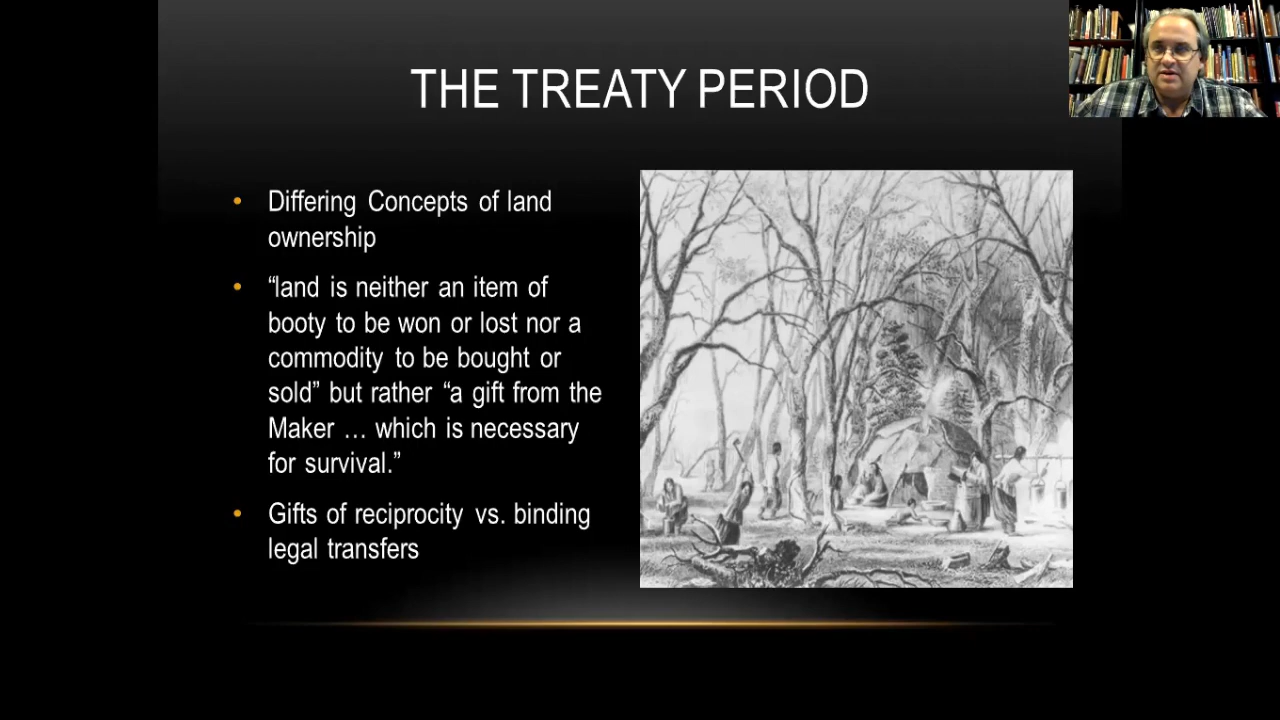 THE TREATY PERIOD
• Differing Concepts of land
ownership
• “land is neither an item of
booty to be won or lost nor a
commodity to be bought or
sold” but rather “a gift from the
Maker … which is necessary
for survival.”
• Gifts of reciprocity vs. binding
legal transfers